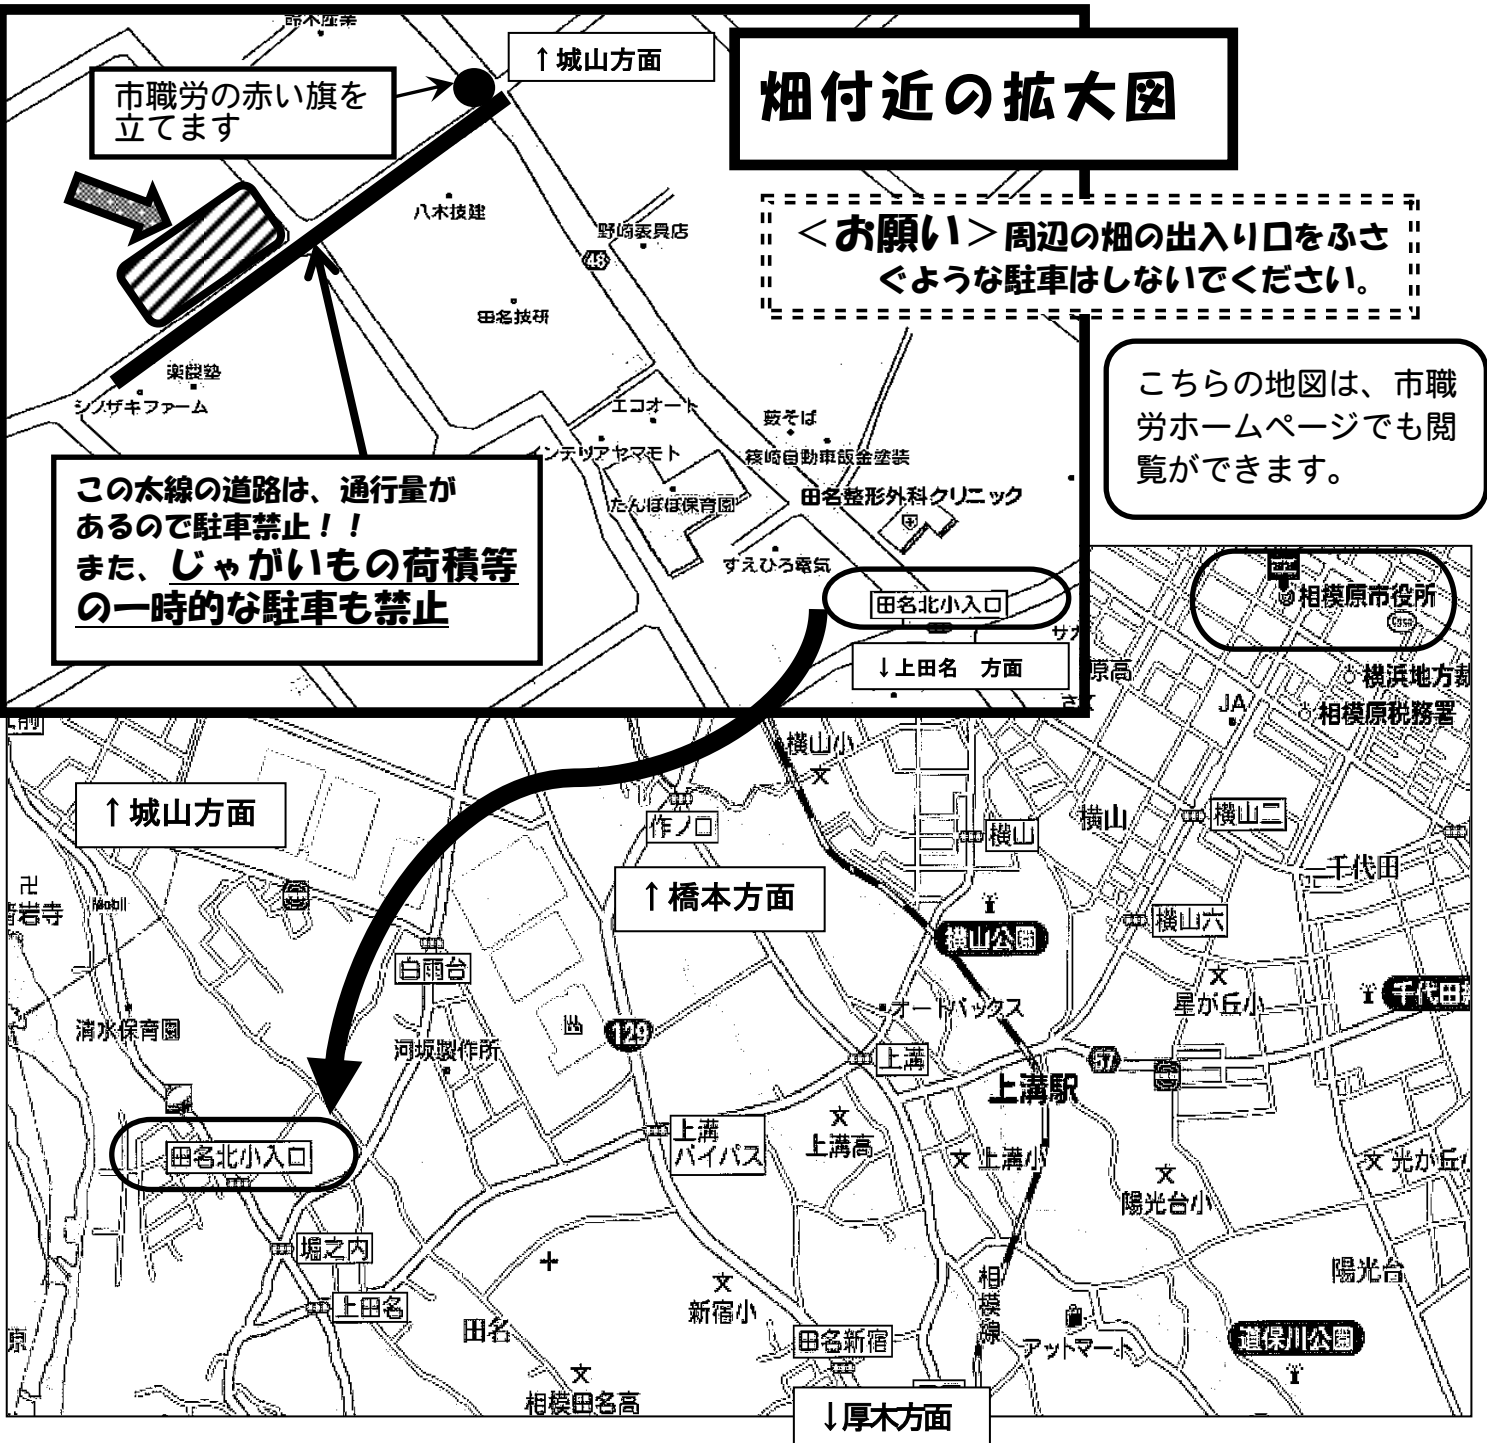 鈴木産業
↑城山方面
畑付近の拡大図
市職労の赤い旗を
立てます
八木技建
野崎表具店
48
＜お願い＞周辺の畑の出入り口をふさ
ぐような駐車はしないでください。
田名技研
こちらの地図は、市職
労ホームページでも閲
覧ができます。
楽農塾
シノザキファーム
エコオート
藪そば
インテリアヤマモト
篠崎自動車鈑金塗装
たんぽぽ保育園
田名整形外科クリニック
すえひろ電気
この太線の道路は、通行量が
あるので駐車禁止！！
また、じゃがいもの荷積等
の一時的な駐車も禁止
田名北小入口
↓上田名　方面
相模原市役所
横浜地方裁
相模原税務署
JA
原高
横山小
↑城山方面
作ノ口
横山
横山
横山二
千代田
↑橋本方面
Mobil
横山公園
横山六
白雨台
星が丘小
千代田
オートバックス
清水保育園
河坂製作所
129
上溝
57
上溝駅
上溝
バイパス
上溝高
上溝小
光が丘小
田名北小入口
陽光台小
堀之内
陽光台
上田名
新宿小
相模線
田名
田名新宿
アットマート
道保川公園
相模田名高
↓厚木方面